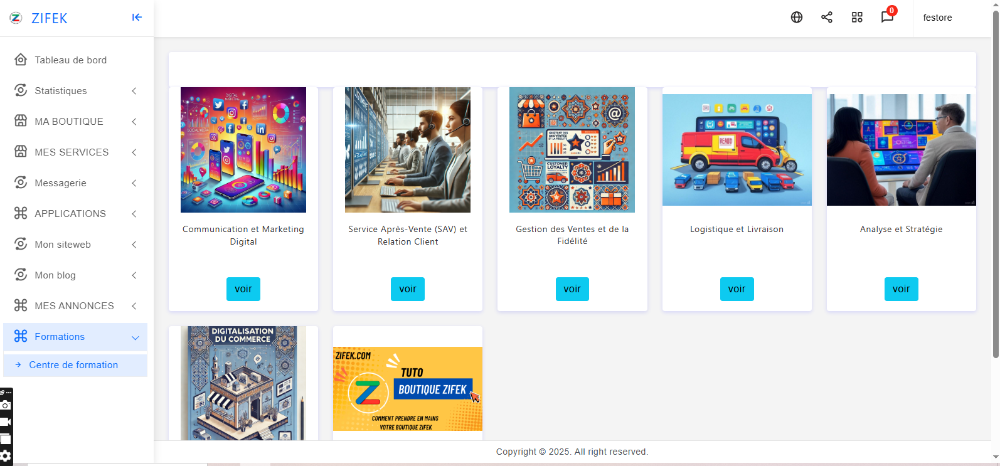 ZIFEK
0
festore
Tableau de bord
Statistiques
MA BOUTIQUE
MES SERVICES
Messagerie
APPLICATIONS
Mon siteweb
Mon blog
MES ANNONCES
Formations
Centre de formation
DIGITAL
MARKETING
SOCIAL MEDIA
Communication et Marketing
Digital
voir
Service Après-Vente (SAV) et
Relation Client
voir
GESTION DES
DES VENTES
ET LA FIDELITÉ
CUSTOMER
LOYALTY
Gestion des Ventes et de la
Fidélité
voir
Logistique et Livraison
voir
Analyse et Stratégie
voir
DIGITALISATION
DU COMMERCE
ZIFEK.COM
TUTO
BOUTIQUE ZIFEK
COMMENT PRENDRE EN MAINS
VOTRE BOUTIQUE ZIFEK
Copyright © 2025. All right reserved.